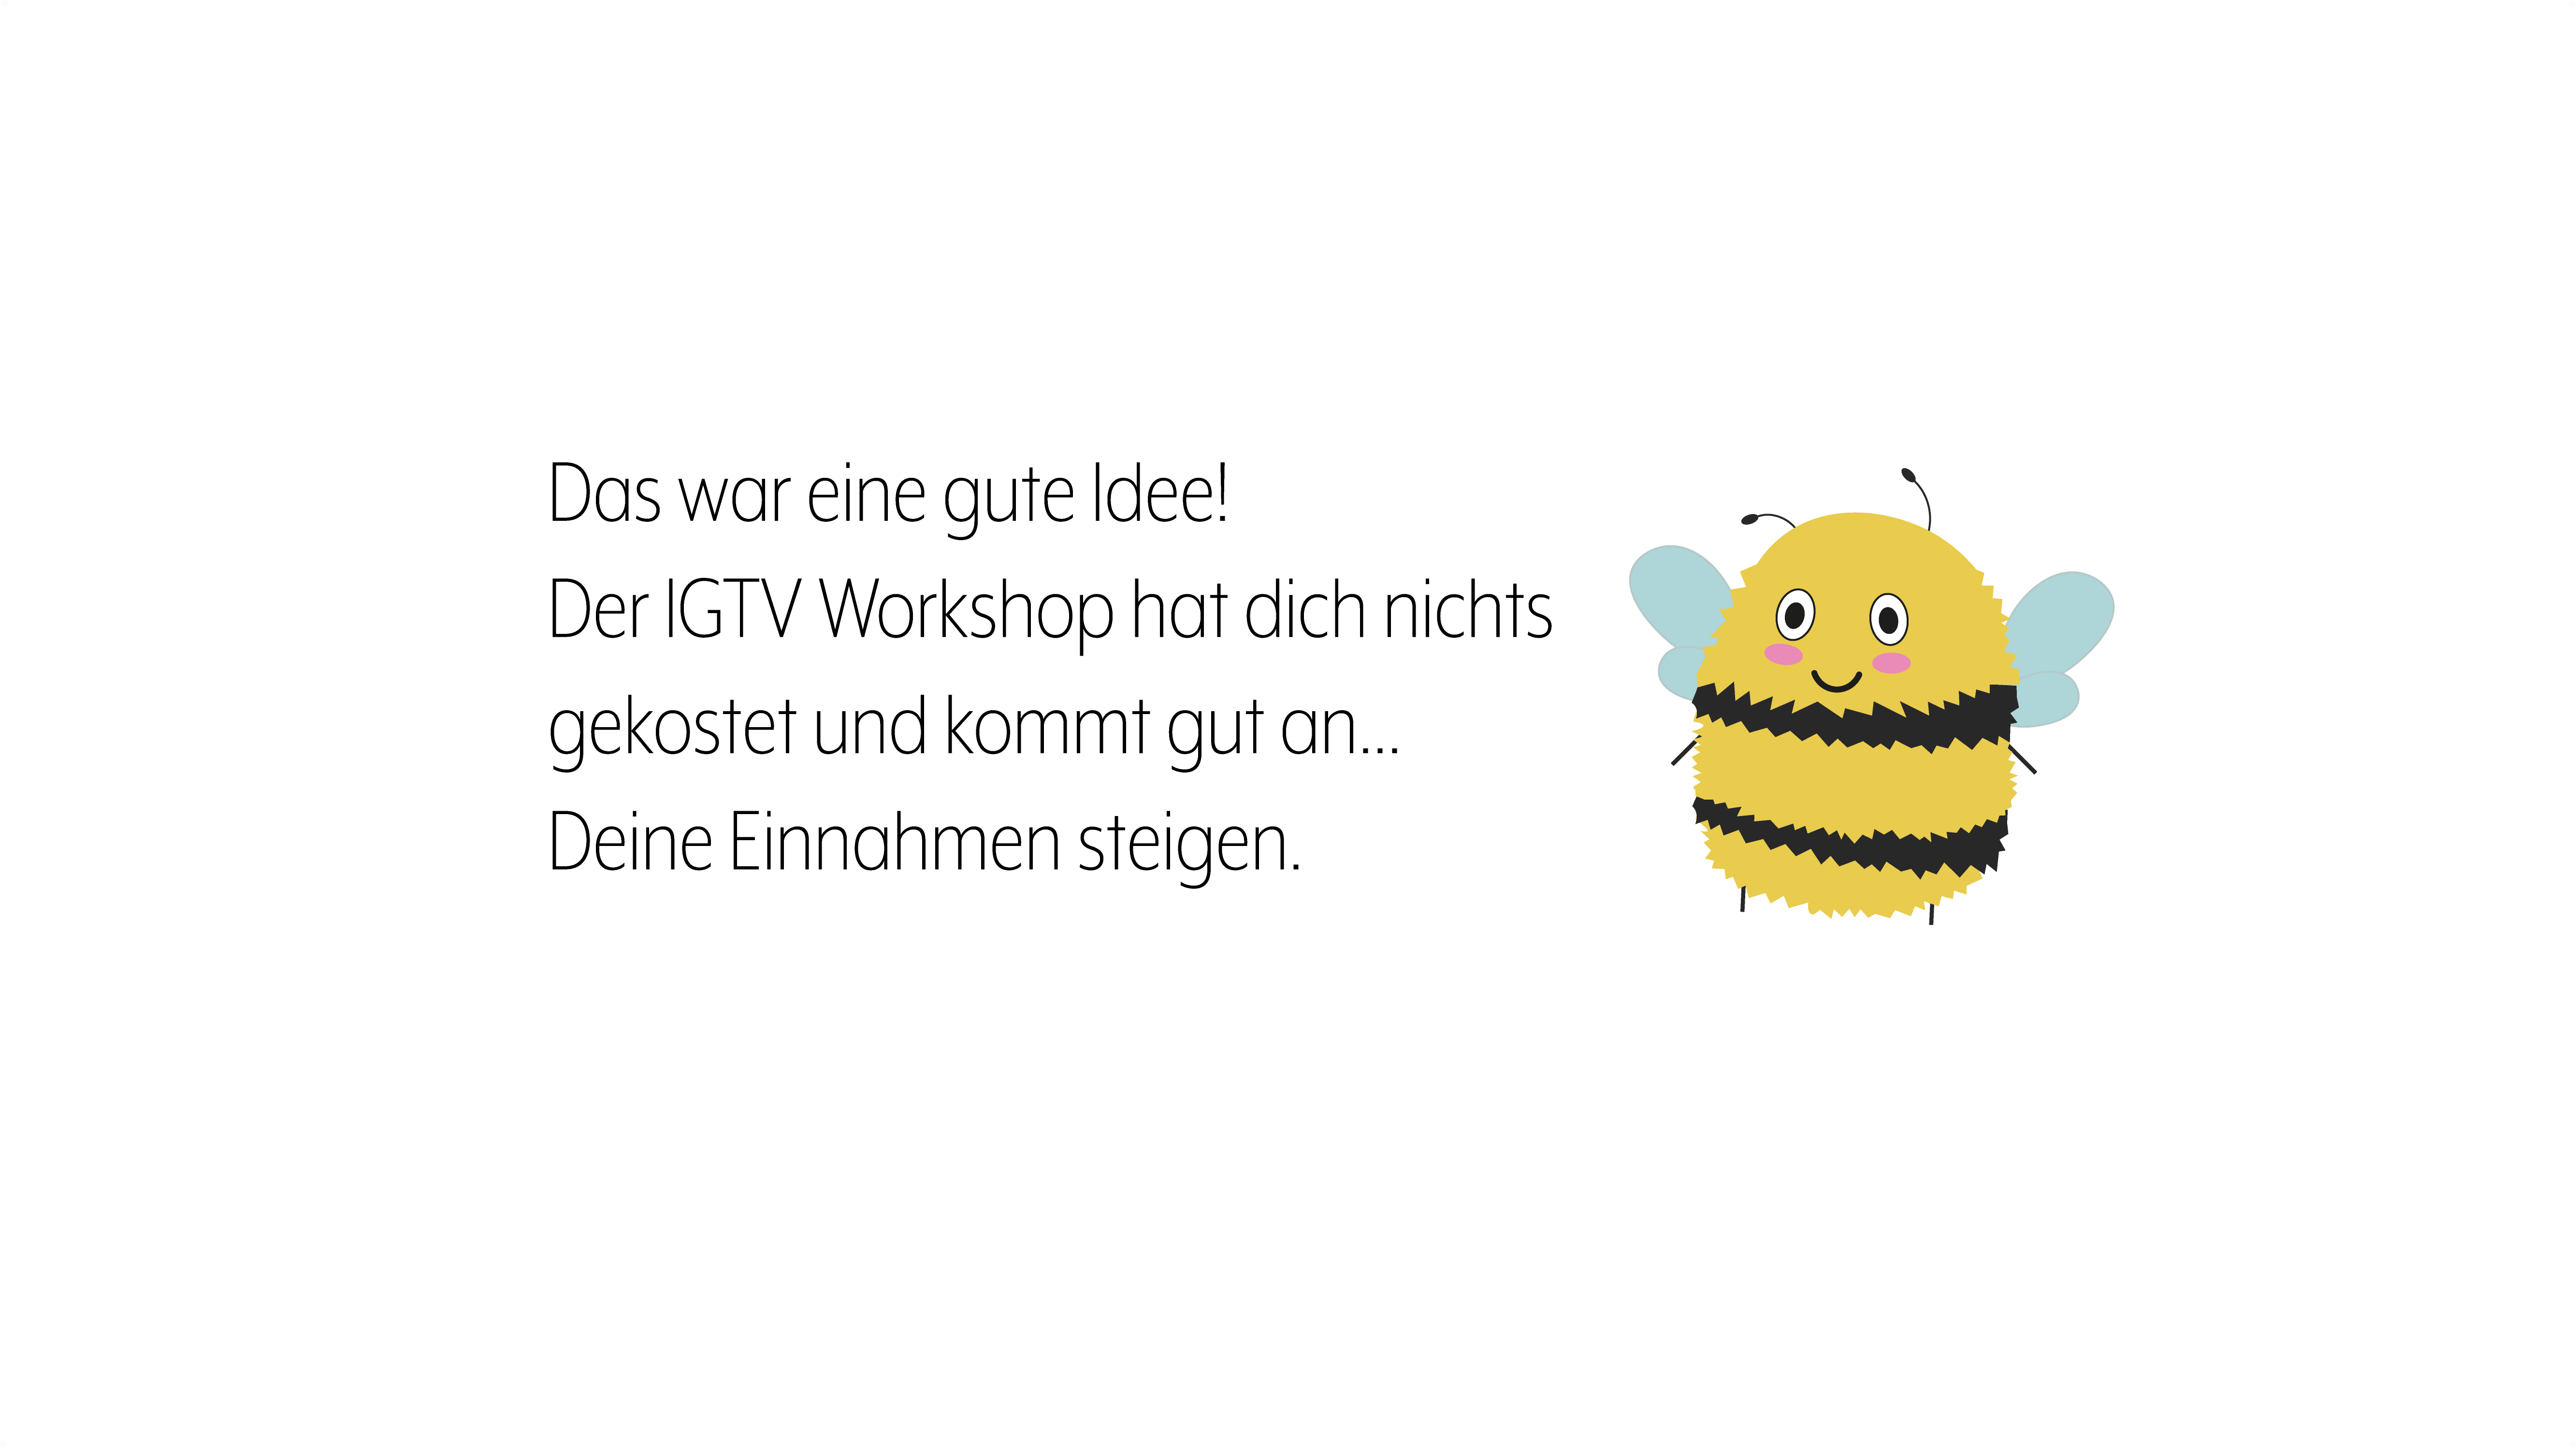 Das war eine gute Idee!
Der IGTV Workshop hat dich nichts
gekostet und kommt gut an...
Deine Einnahmen steigen.